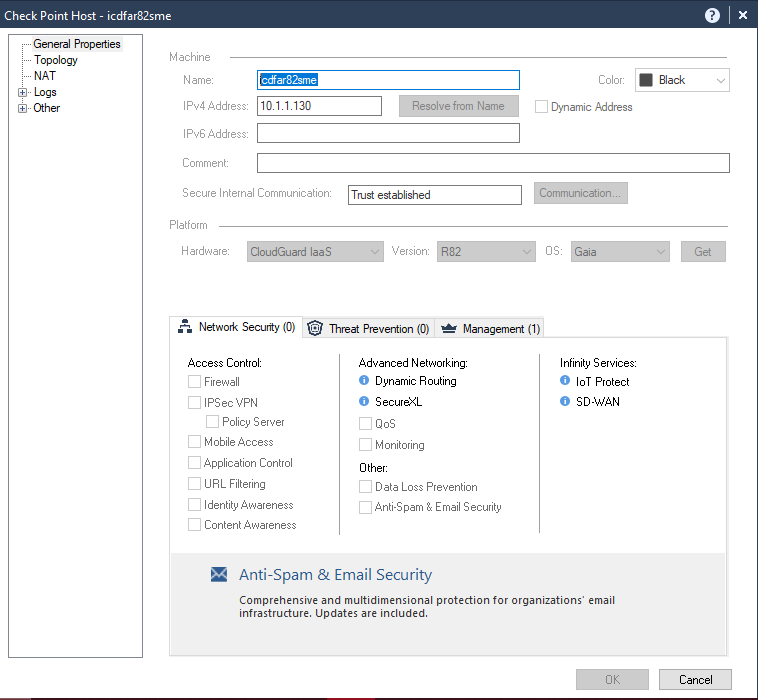 Check Point Host - icdfar82sme
?
General Properties
Topology
NAT
Logs
Other
Machine
Name: icdfar82sme Color: Black
IPv4 Address: 10.1.1.130 Resolve from Name Dynamic Address
IPv6 Address:
Comment:
Secure Internal Communication: Trust established Communication...
Platform
Hardware: CloudGuard IaaS Version: R82 OS: Gaia Get
Network Security (0) Threat Prevention (0) Management (1)
Access Control:
Firewall
IPSec VPN
Policy Server
Mobile Access
Application Control
URL Filtering
Identity Awareness
Content Awareness
Advanced Networking:
Dynamic Routing
SecureXL
QoS
Monitoring
Other:
Data Loss Prevention
Anti-Spam & Email Security
Infinity Services:
IoT Protect
SD-WAN
Anti-Spam & Email Security
Comprehensive and multidimensional protection for organizations' email
infrastructure. Updates are included.
OK Cancel